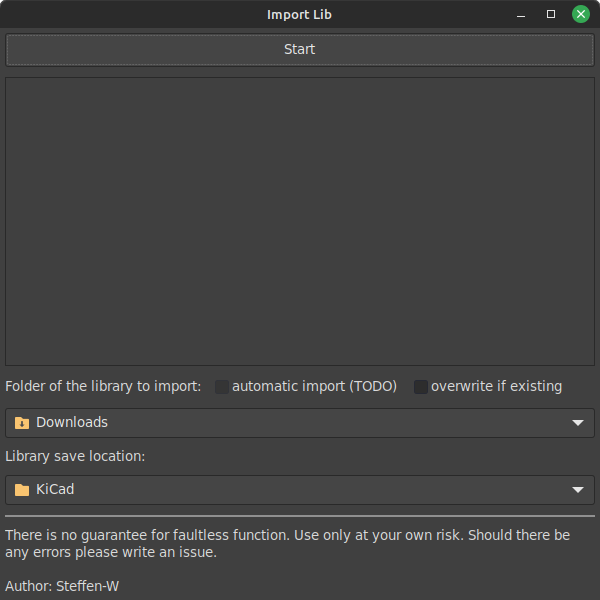 Import Lib
Start
Folder of the library to import: automatic import (TODO) overwrite if existing
Downloads
Library save location:
KiCad
There is no guarantee for faultless function. Use only at your own risk. Should there be
any errors please write an issue.
Author: Steffen-W